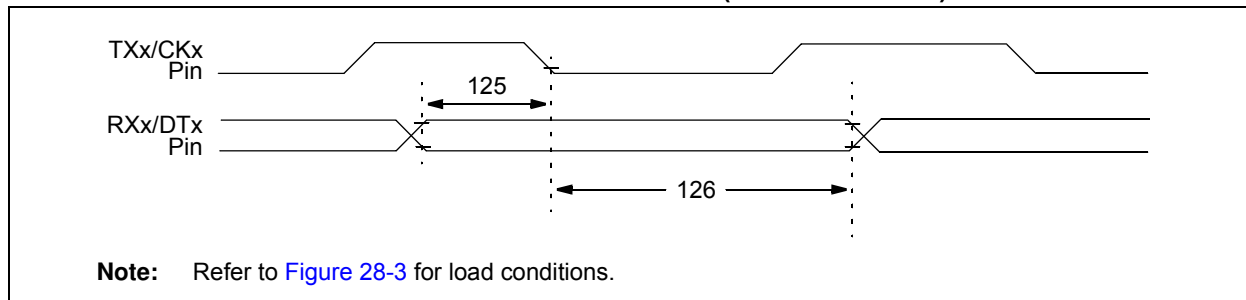 TXx/CKx
Pin
125
RXx/DTx
Pin
126
Note: Refer to Figure 28-3 for load conditions.